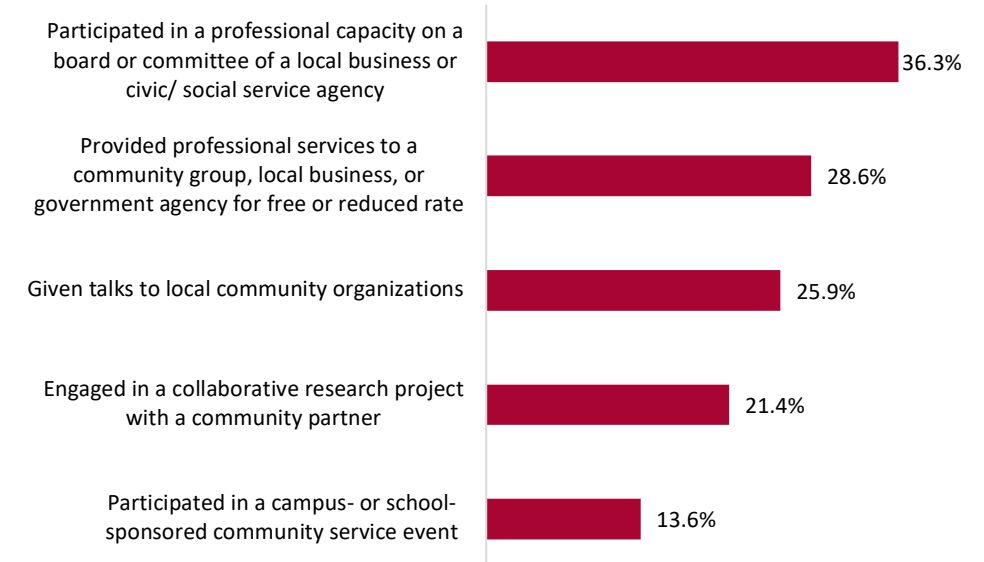 Participated in a professional capacity on a
board or committee of a local business or
civic/ social service agency
36.3%
Provided professional services to a
community group, local business, or
government agency for free or reduced rate
28.6%
Given talks to local community organizations
25.9%
Engaged in a collaborative research project
with a community partner
21.4%
Participated in a campus- or school-
sponsored community service event
13.6%